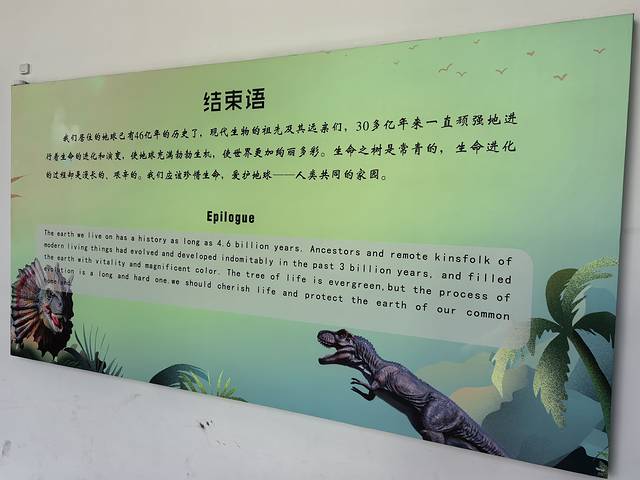 结束语
我们居住的地球已有46亿年的历史了，现代生物的祖先及其远亲们，30多亿年来一直顽强地进
行着生命的进化和演变，使地球充满勃勃生机，使世界更加绚丽多彩。生命之树是常青的，生命进化
的过程却是漫长的、艰辛的。我们应该珍惜生命，爱护地球——人类共同的家园。
Epilogue
The earth we live on has a history as long as 4.6 billion years. Ancestors and remote kinsfolk of
modern living things had evolved and developed indomitably in the past 3 billion years, and filled
the earth with vitality and magnificent color. The tree of life is evergreen,but the process of
evolution is a long and hard one.we should cherish life and protect the earth of our common
homeland